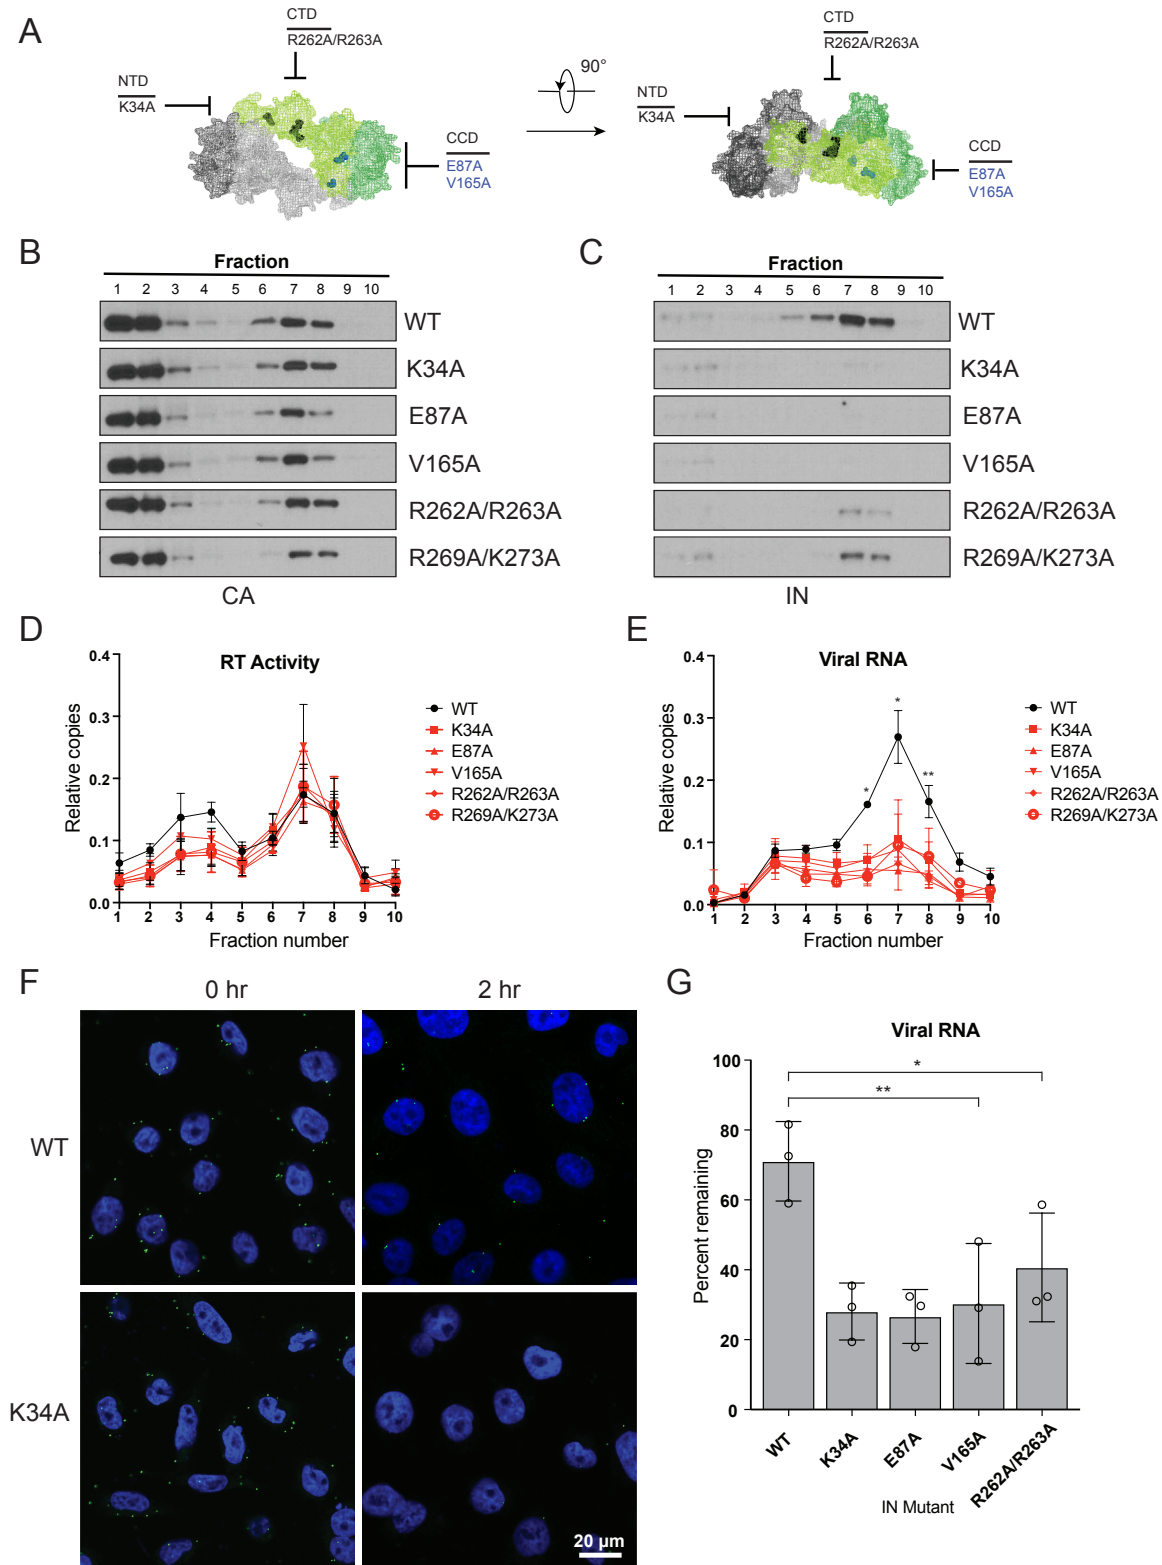 A
CTD
R262A/R263A
NTD
K34A
CCD
E87A
V165A
90°
CTD
R262A/R263A
NTD
K34A
CCD
E87A
V165A
B
Fraction
1 2 3 4 5 6 7 8 9 10
WT
K34A
E87A
V165A
R262A/R263A
R269A/K273A
CA
C
Fraction
1 2 3 4 5 6 7 8 9 10
WT
K34A
E87A
V165A
R262A/R263A
R269A/K273A
IN
D
RT Activity
Relative copies
0.4
0.3
0.2
0.1
0.0
1 2 3 4 5 6 7 8 9 10
Fraction number
WT
K34A
E87A
V165A
R262A/R263A
R269A/K273A
E
Viral RNA
Relative copies
0.4
0.3
0.2
0.1
0.0
*
*
**
1 2 3 4 5 6 7 8 9 10
Fraction number
WT
K34A
E87A
V165A
R262A/R263A
R269A/K273A
F
0 hr
2 hr
WT
K34A
20 µm
G
Viral RNA
*
**
Percent remaining
100
80
60
40
20
0
WT
K34A
E87A
V165A
R262A/R263A
IN Mutant